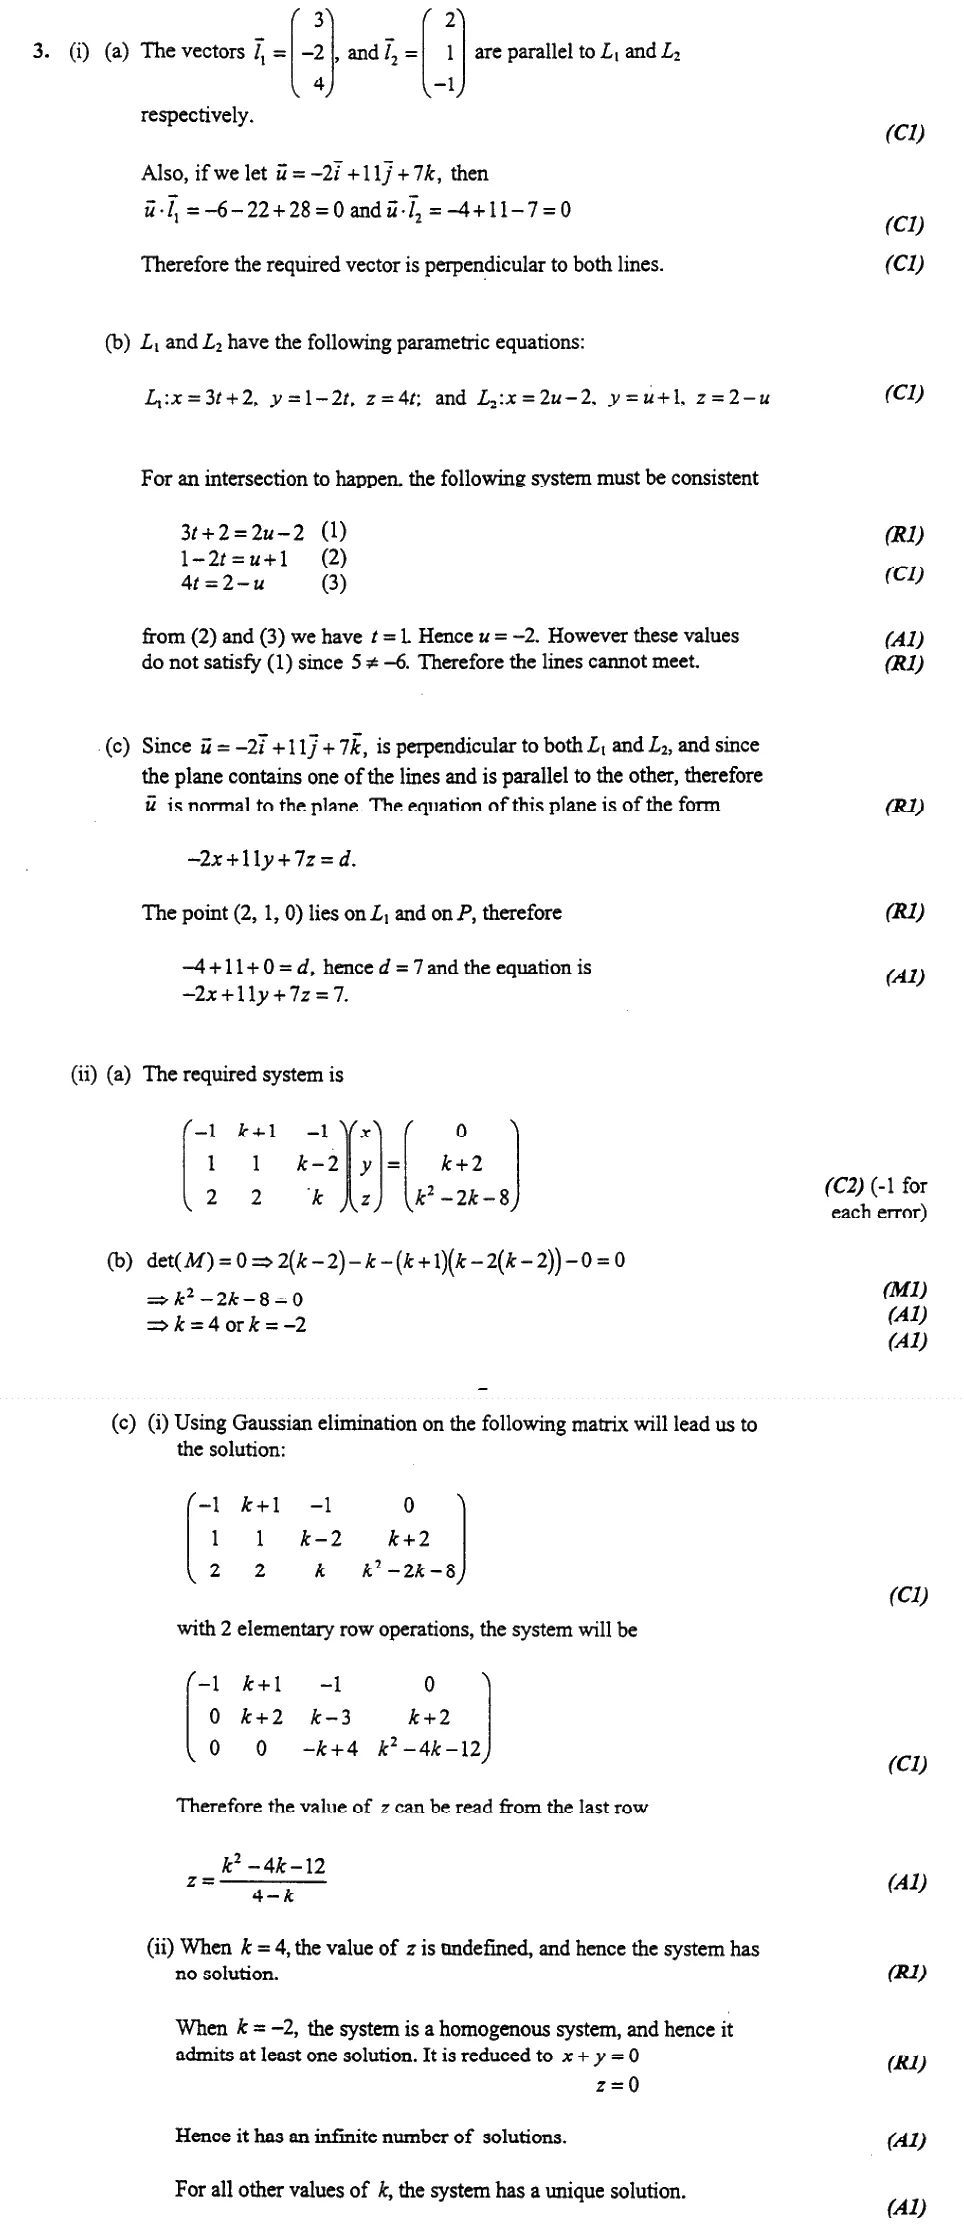 3. (i) (a) The vectors l⃗₁ = (3, −2, 4), and l⃗₂ = (2, 1, −1) are parallel to L₁ and L₂
respectively.
(C1)
Also, if we let u⃗ = −2i⃗ + 11j⃗ + 7k, then
u⃗ · l⃗₁ = −6 − 22 + 28 = 0 and u⃗ · l⃗₂ = −4 + 11 − 7 = 0
(C1)
Therefore the required vector is perpendicular to both lines. (C1)
(b) L₁ and L₂ have the following parametric equations:
L₁: x = 3t + 2, y = 1 − 2t, z = 4t; and L₂: x = 2u − 2, y = u + 1, z = 2 − u (C1)
For an intersection to happen, the following system must be consistent
3t + 2 = 2u − 2 (1) (R1)
1 − 2t = u + 1 (2)
4t = 2 − u (3) (C1)
from (2) and (3) we have t = 1. Hence u = −2. However these values (A1)
do not satisfy (1) since 5 ≠ −6. Therefore the lines cannot meet. (R1)
(c) Since u⃗ = −2i⃗ + 11j⃗ + 7k⃗, is perpendicular to both L₁ and L₂, and since
the plane contains one of the lines and is parallel to the other, therefore
u⃗ is normal to the plane. The equation of this plane is of the form (R1)
−2x + 11y + 7z = d.
The point (2, 1, 0) lies on L₁ and on P, therefore (R1)
−4 + 11 + 0 = d, hence d = 7 and the equation is
−2x + 11y + 7z = 7. (A1)
(ii) (a) The required system is
−1 k+1 −1 x 0
1 1 k−2 y = k+2
2 2 k z k² − 2k − 8
(C2) (-1 for
each error)
(b) det(M) = 0 ⇒ 2(k − 2) − k − (k + 1)(k − 2(k − 2)) − 0 = 0
(M1)
⇒ k² − 2k − 8 = 0
(A1)
⇒ k = 4 or k = −2
(A1)
–
(c) (i) Using Gaussian elimination on the following matrix will lead us to
the solution:
−1 k+1 −1 0
1 1 k−2 k+2
2 2 k k² − 2k − 8
(C1)
with 2 elementary row operations, the system will be
−1 k+1 −1 0
0 k+2 k−3 k+2
0 0 −k+4 k² − 4k − 12
(C1)
Therefore the value of z can be read from the last row
z = (k² − 4k − 12)/(4 − k) (A1)
(ii) When k = 4, the value of z is undefined, and hence the system has
no solution. (R1)
When k = −2, the system is a homogenous system, and hence it
admits at least one solution. It is reduced to x + y = 0 (R1)
z = 0
Hence it has an infinite number of solutions. (A1)
For all other values of k, the system has a unique solution.
(A1)